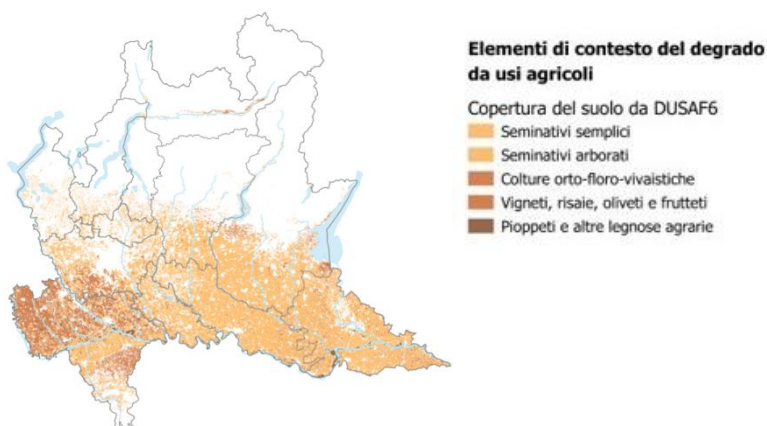 Elementi di contesto del degrado
da usi agricoli
Copertura del suolo da DUSAF6
Seminativi semplici
Seminativi arborati
Colture orto-floro-vivaistiche
Vigneti, risaie, oliveti e frutteti
Pioppeti e altre legnose agrarie